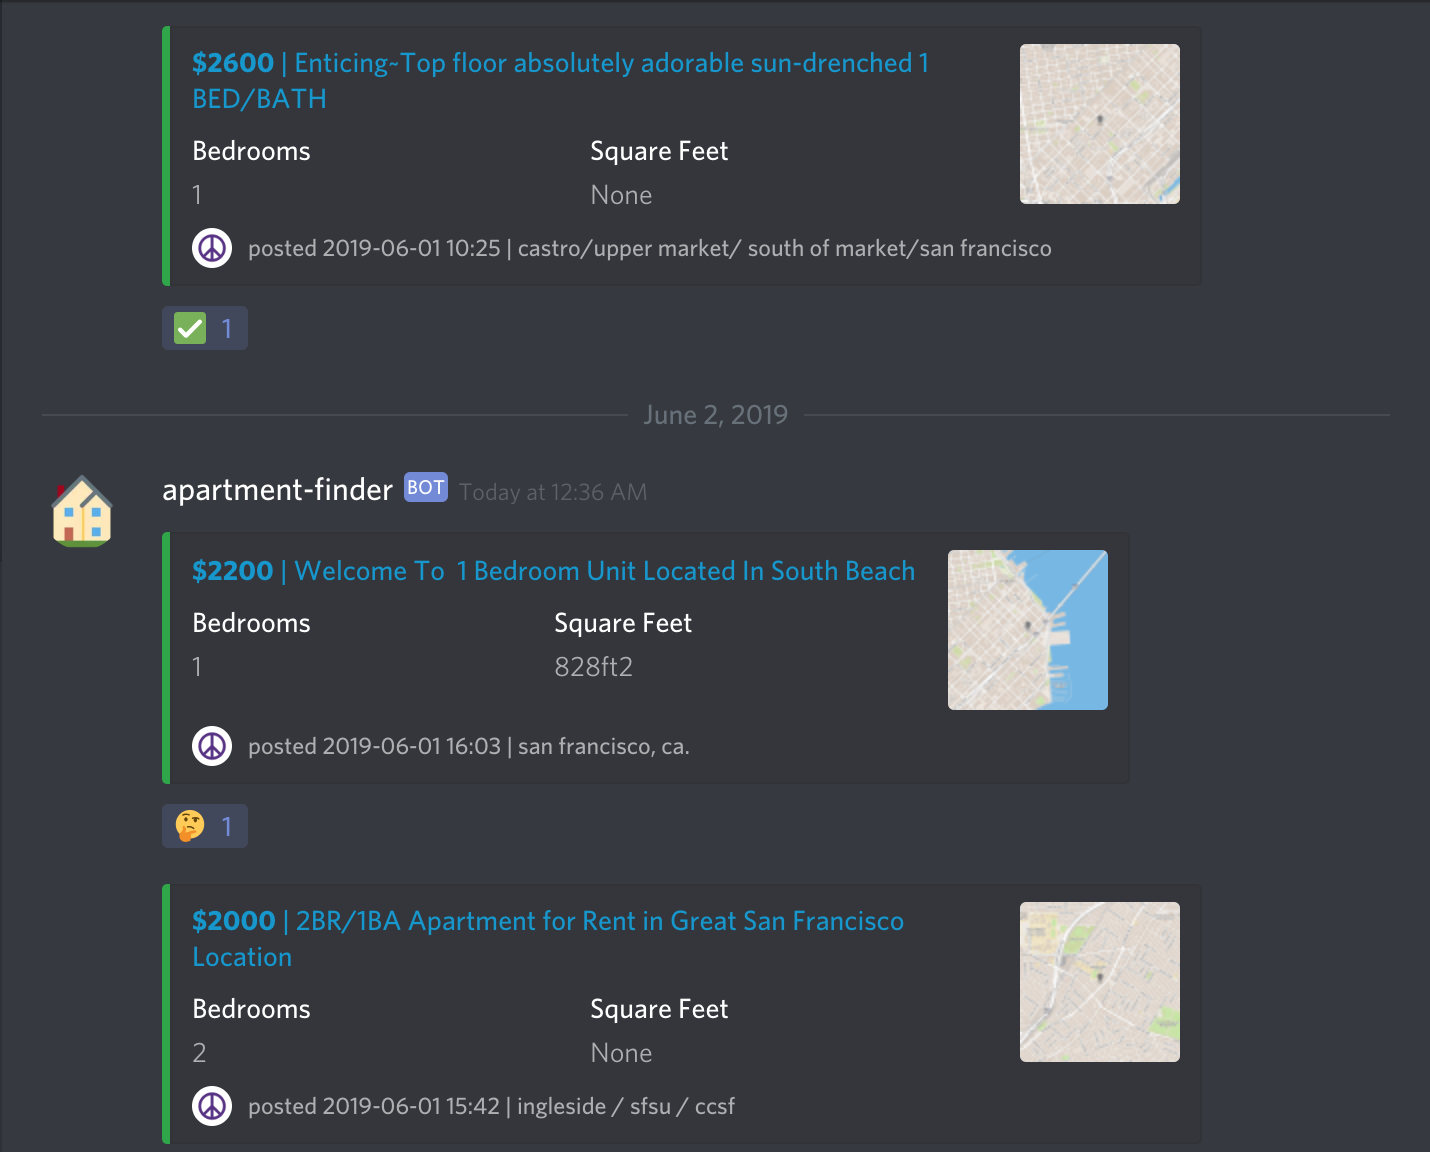 $2600 | Enticing~Top floor absolutely adorable sun-drenched 1
BED/BATH
Bedrooms Square Feet
1 None
posted 2019-06-01 10:25 | castro/upper market/ south of market/san francisco
1
June 2, 2019
apartment-finder BOT Today at 12:36 AM
$2200 | Welcome To  1 Bedroom Unit Located In South Beach
Bedrooms Square Feet
1 828ft2
posted 2019-06-01 16:03 | san francisco, ca.
1
$2000 | 2BR/1BA Apartment for Rent in Great San Francisco
Location
Bedrooms Square Feet
2 None
posted 2019-06-01 15:42 | ingleside / sfsu / ccsf